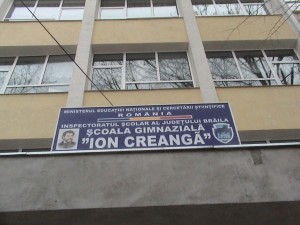 MINISTERUL EDUCAȚIEI NAȚIONALE ȘI CERCETĂRII ȘTIINȚIFICE
ROMÂNIA
INSPECTORATUL ȘCOLAR AL JUDEȚULUI BRĂILA
ȘCOALA GIMNAZIALĂ
"ION CREANGĂ"